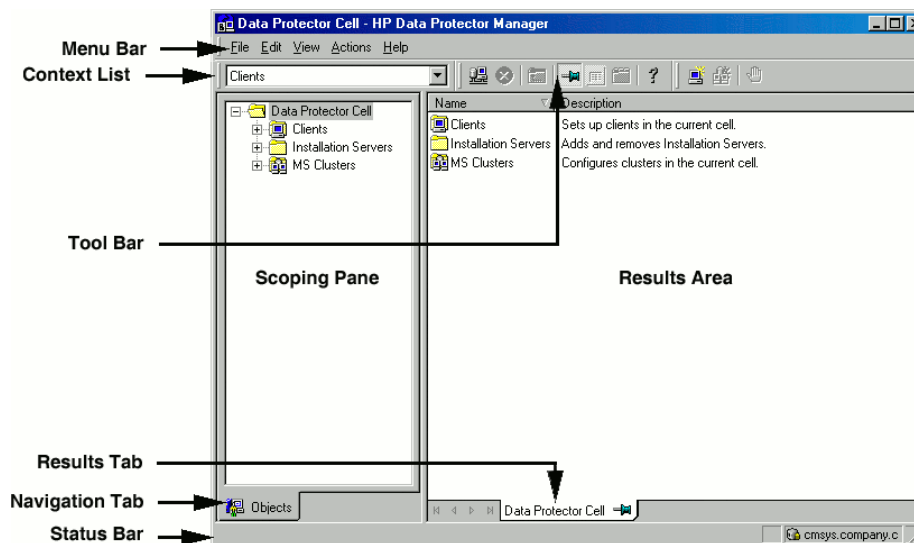 Data Protector Cell - HP Data Protector Manager
Menu Bar
File Edit View Actions Help
Context List
Clients
Data Protector Cell
Clients
Installation Servers
MS Clusters
Name Description
Clients Sets up clients in the current cell.
Installation Servers Adds and removes Installation Servers.
MS Clusters Configures clusters in the current cell.
Tool Bar
Scoping Pane
Results Area
Results Tab
Navigation Tab
Objects
Data Protector Cell
Status Bar
cmsys.company.c